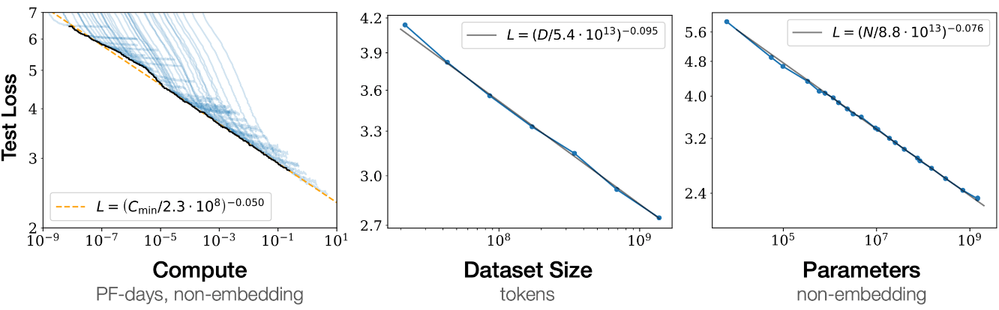 Test Loss
7
6
5
4
3
2
L = (C_min/2.3 · 10^8)^−0.050
10^−9 10^−7 10^−5 10^−3 10^−1 10^1
Compute
PF-days, non-embedding
4.2
3.9
3.6
3.3
3.0
2.7
L = (D/5.4 · 10^13)^−0.095
10^8 10^9
Dataset Size
tokens
5.6
4.8
4.0
3.2
2.4
L = (N/8.8 · 10^13)^−0.076
10^5 10^7 10^9
Parameters
non-embedding